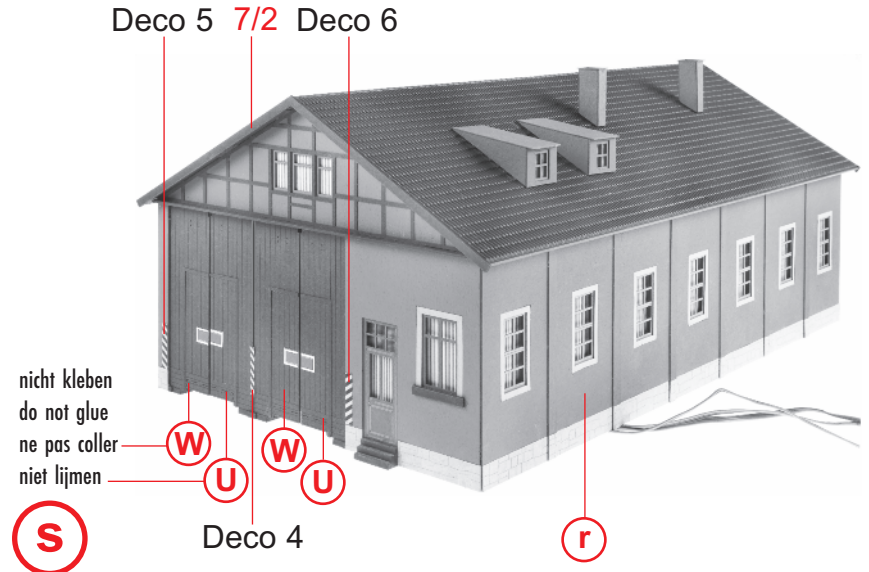 Deco 5 7/2 Deco 6
nicht kleben
do not glue
ne pas coller
niet lijmen
W
U
W
U
S
Deco 4
r